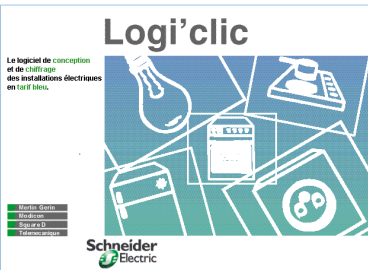 Logi'clic
Le logiciel de conception
et de chiffrage
des installations électriques
en tarif bleu.
Merlin Gerin
Modicon
Square D
Telemecanique
Schneider
Electric